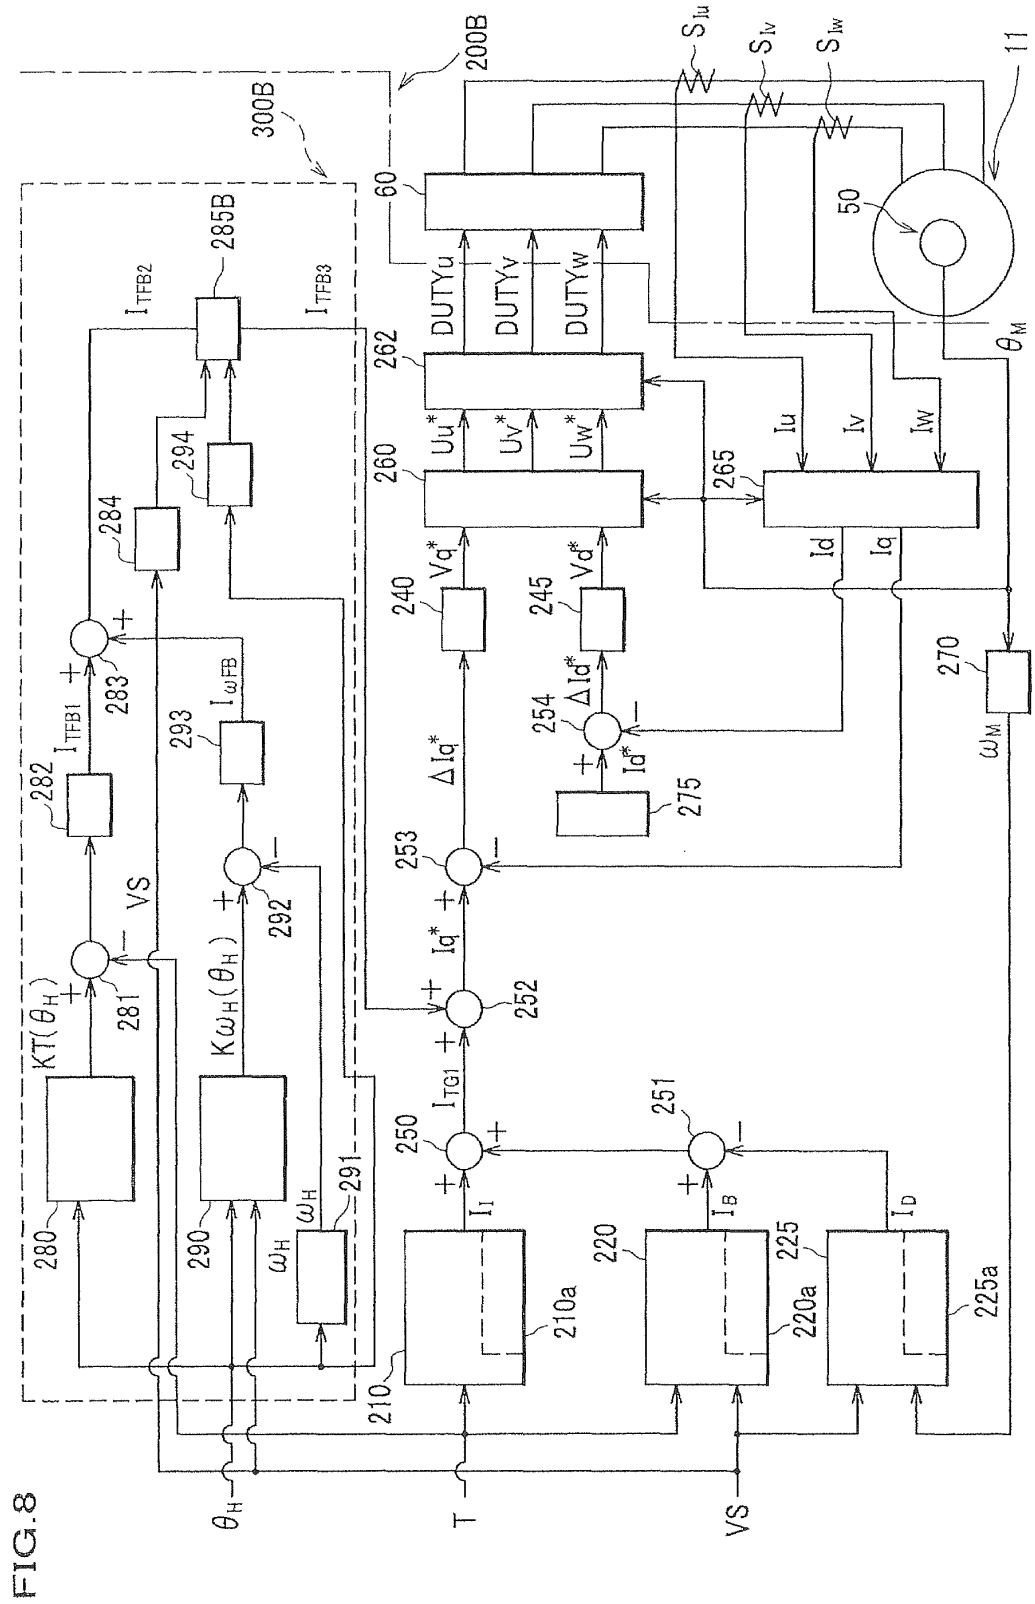 FIG.8
300B
200B
KT(θH)
280
281
ITFB1
282
283
ITFB2
VS
284
285B
ITFB3
294
290
KωH(θH)
292
293
IωFB
ωH
ωH
291
θH
T
VS
210
210a
II
250
ITG1
252
Iq*
253
ΔIq*
240
Vq*
260
Uu*
Uv*
Uw*
262
DUTYu
DUTYv
DUTYw
60
SIu
SIv
SIw
275
Id*
254
ΔId*
245
Vd*
220
220a
IB
251
225
225a
ID
Id
Iq
265
Iu
Iv
Iw
50
11
θM
270
ωM
+
+
+
+
+
+
+
+
+
+
+
+
−
−
−
−
−